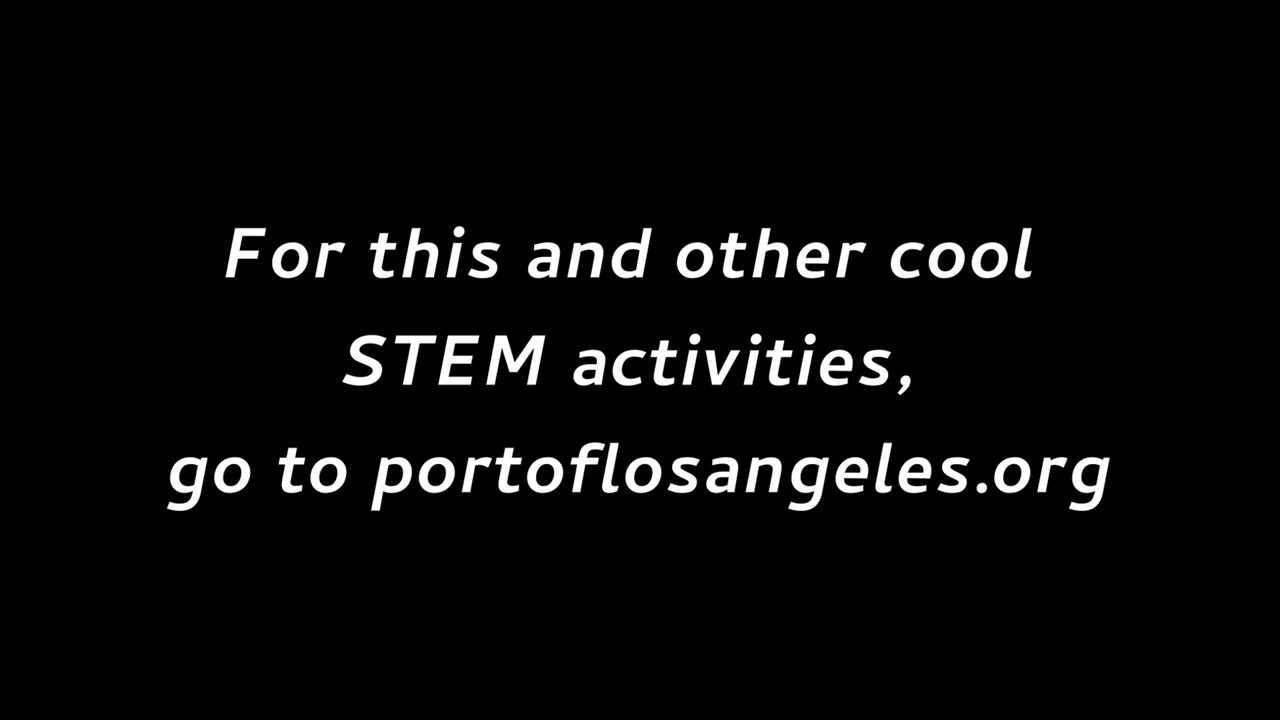 For this and other cool
STEM activities,
go to portoflosangeles.org